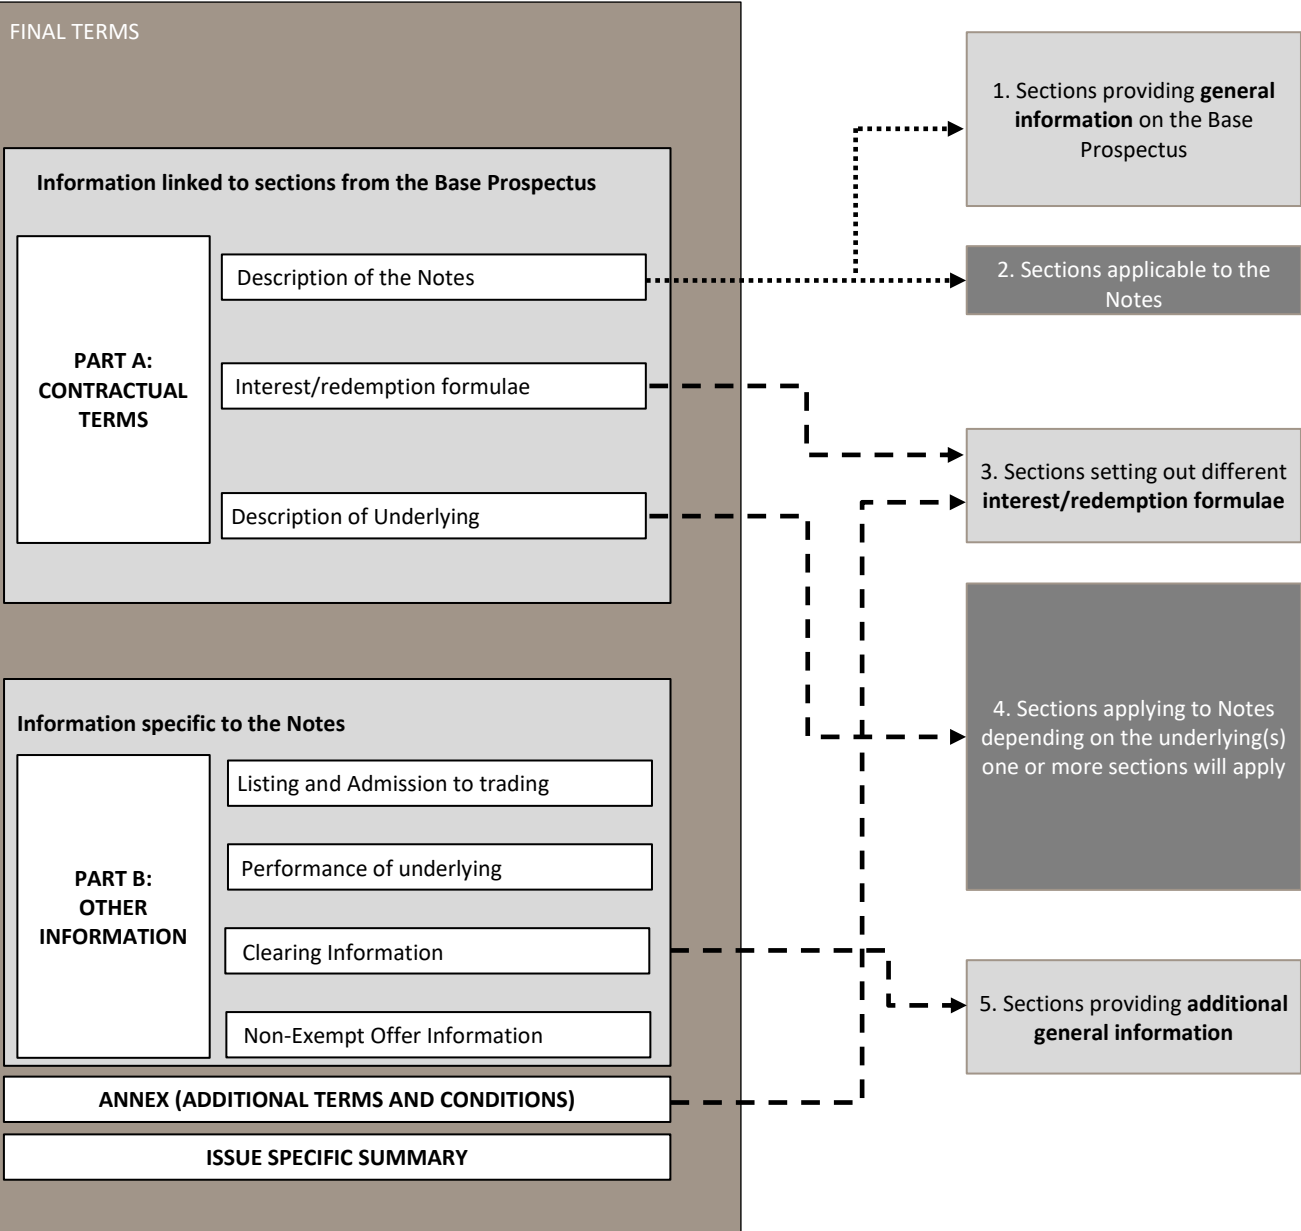 FINAL TERMS
Information linked to sections from the Base Prospectus
PART A:
CONTRACTUAL
TERMS
Description of the Notes
Interest/redemption formulae
Description of Underlying
Information specific to the Notes
PART B:
OTHER
INFORMATION
Listing and Admission to trading
Performance of underlying
Clearing Information
Non-Exempt Offer Information
ANNEX (ADDITIONAL TERMS AND CONDITIONS)
ISSUE SPECIFIC SUMMARY
1. Sections providing general
information on the Base
Prospectus
2. Sections applicable to the
Notes
3. Sections setting out different
interest/redemption formulae
4. Sections applying to Notes
depending on the underlying(s)
one or more sections will apply
5. Sections providing additional
general information